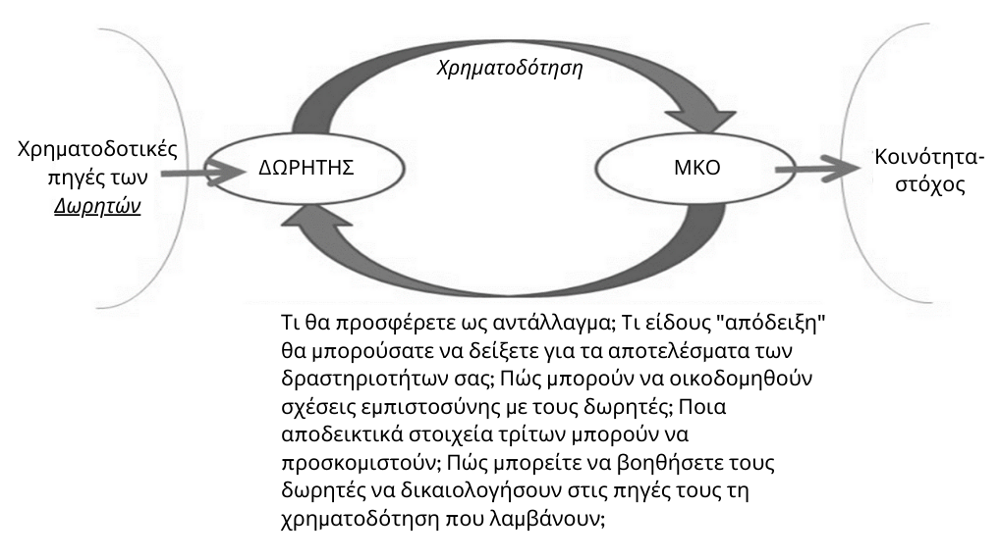 Χρηματοδότηση
Χρηματοδοτικές
πηγές των
Δωρητών
ΔΩΡΗΤΗΣ
ΜΚΟ
Κοινότητα-
στόχος
Τι θα προσφέρετε ως αντάλλαγμα; Τι είδους "απόδειξη"
θα μπορούσατε να δείξετε για τα αποτελέσματα των
δραστηριοτήτων σας; Πώς μπορούν να οικοδομηθούν
σχέσεις εμπιστοσύνης με τους δωρητές; Ποια
αποδεικτικά στοιχεία τρίτων μπορούν να
προσκομιστούν; Πώς μπορείτε να βοηθήσετε τους
δωρητές να δικαιολογήσουν στις πηγές τους τη
χρηματοδότηση που λαμβάνουν;